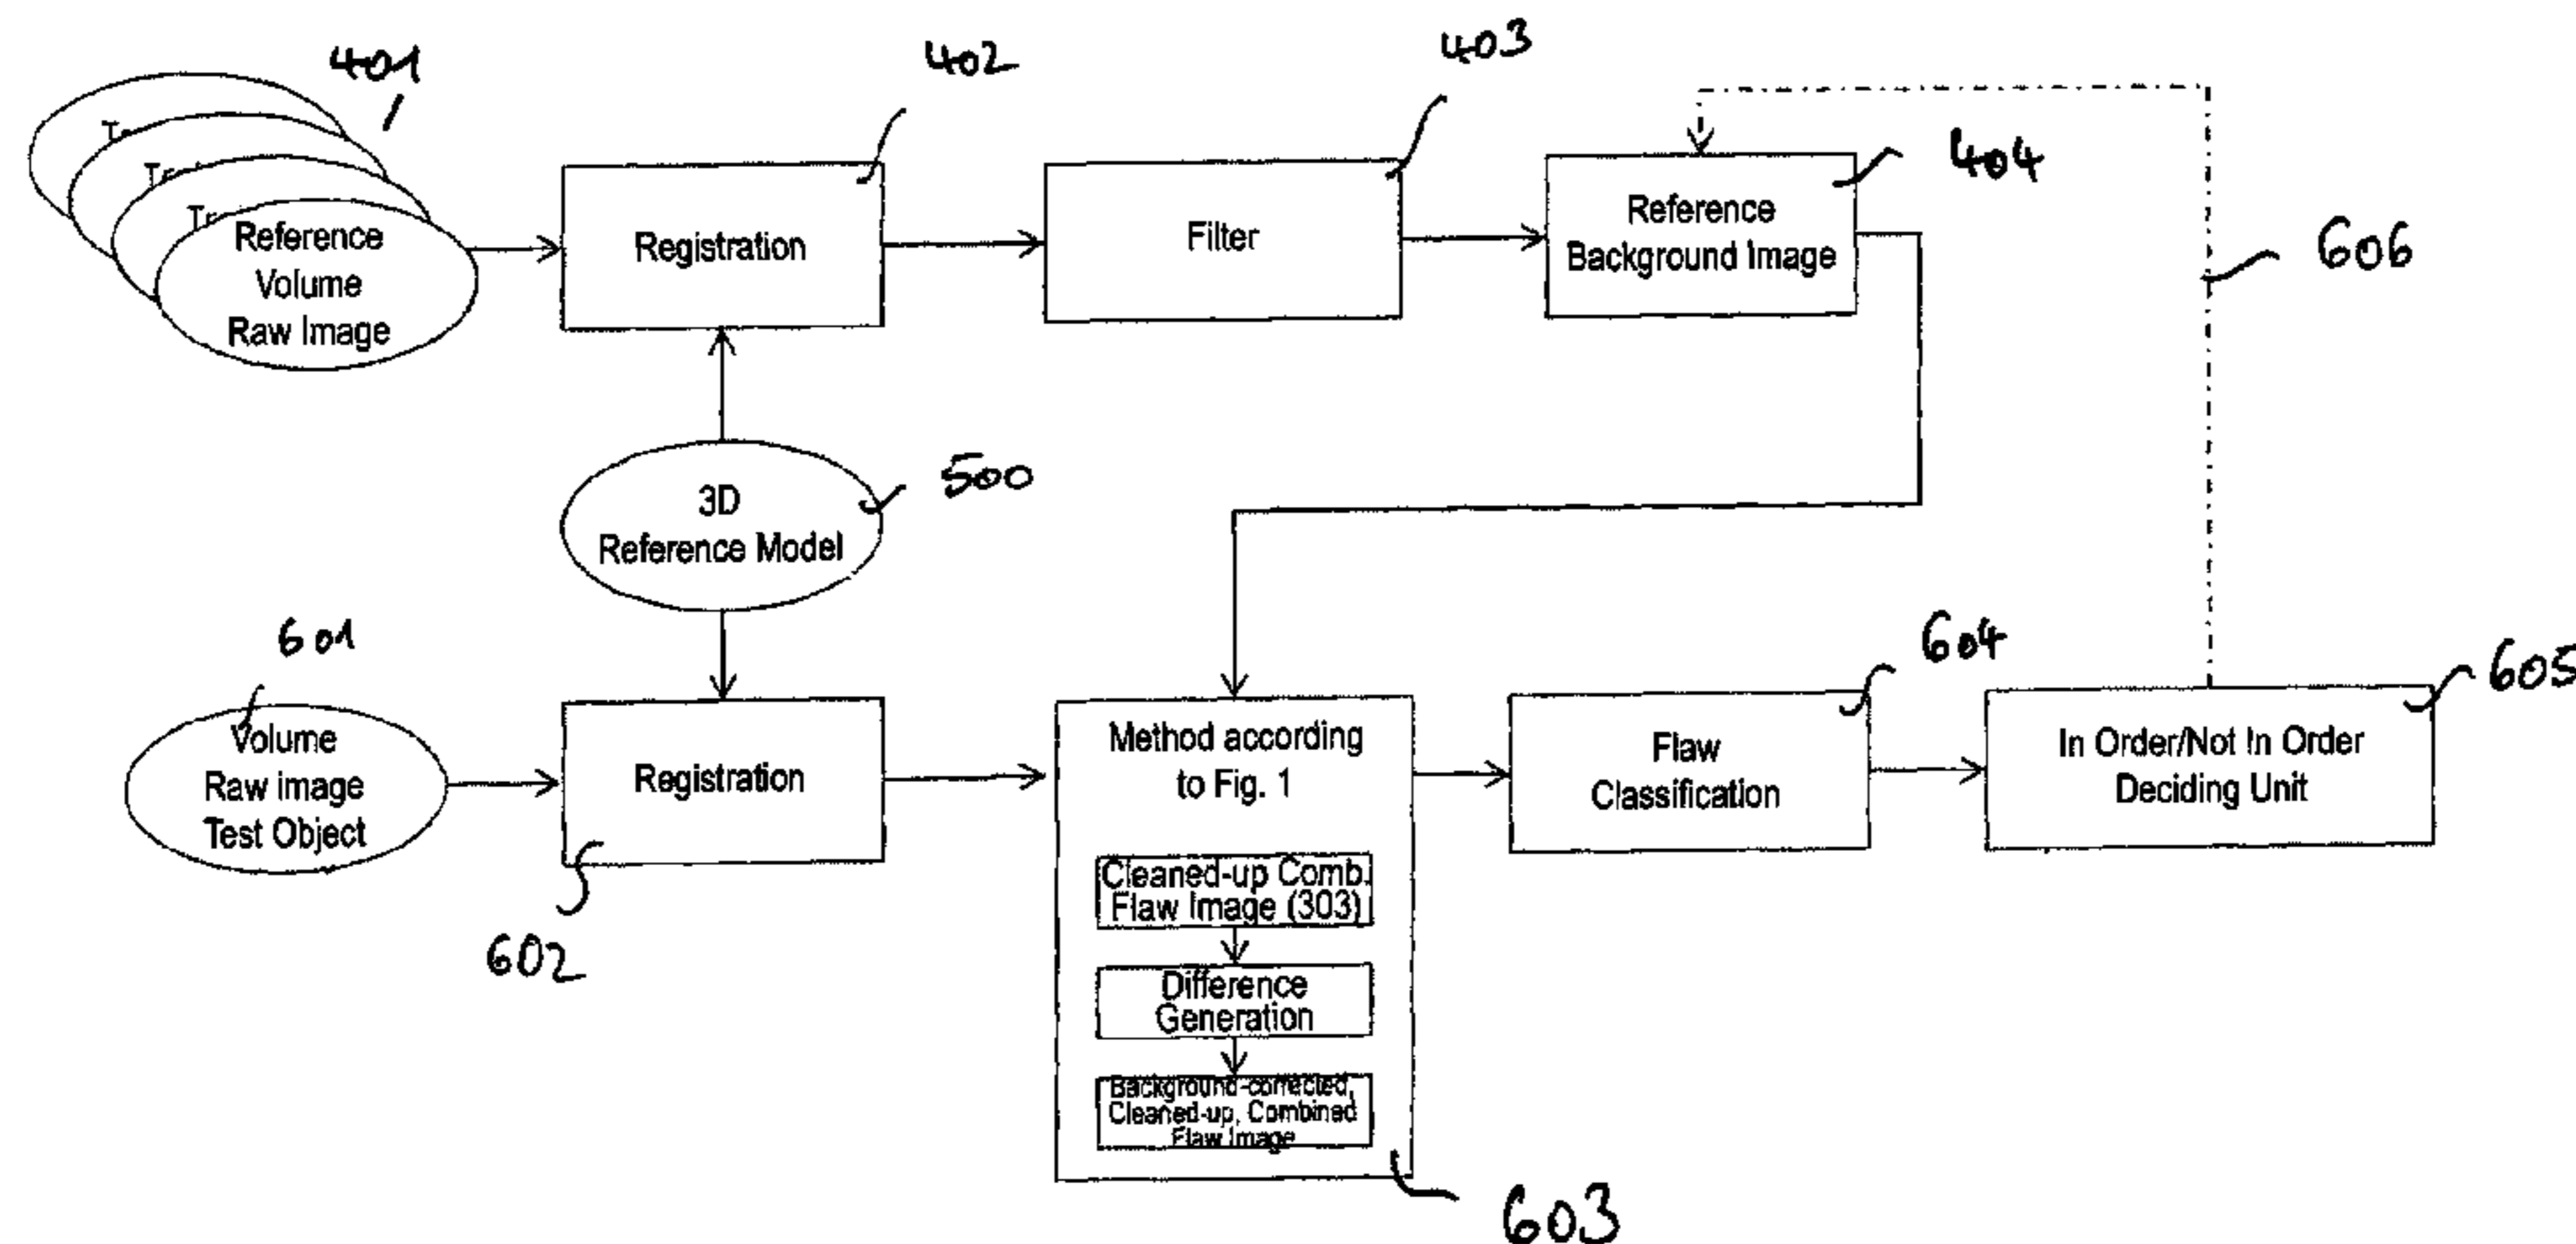 401
402
403
Reference
Volume
Raw Image
Registration
Filter
Reference
Background Image
404
606
3D
Reference Model
500
601
Volume
Raw image
Test Object
Registration
602
Method according
to Fig. 1
Cleaned-up Comb.
Flaw Image (303)
Difference
Generation
Background-corrected,
Cleaned-up, Combined
Flaw Image
603
Flaw
Classification
604
In Order/Not In Order
Deciding Unit
605